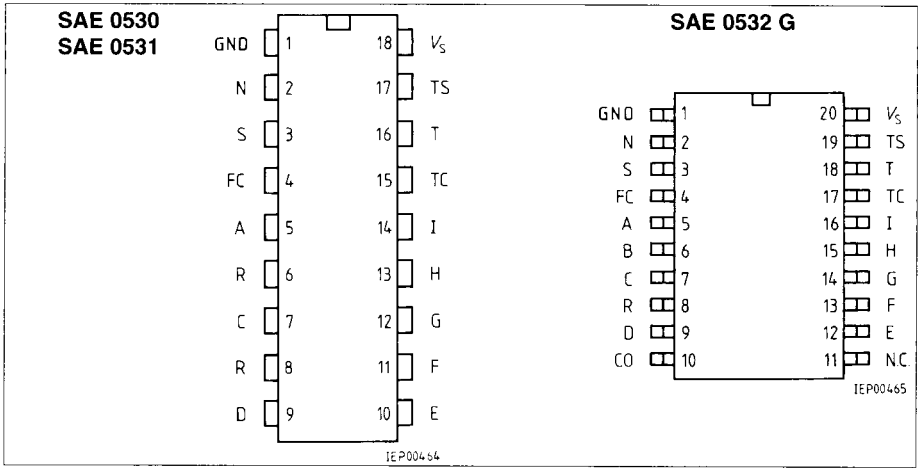 SAE 0530
SAE 0531
GND 1 18 VS
N 2 17 TS
S 3 16 T
FC 4 15 TC
A 5 14 I
R 6 13 H
C 7 12 G
R 8 11 F
D 9 10 E
IEP00464
SAE 0532 G
GND 1 20 VS
N 2 19 TS
S 3 18 T
FC 4 17 TC
A 5 16 I
B 6 15 H
C 7 14 G
R 8 13 F
D 9 12 E
CO 10 11 N.C.
IEP00465